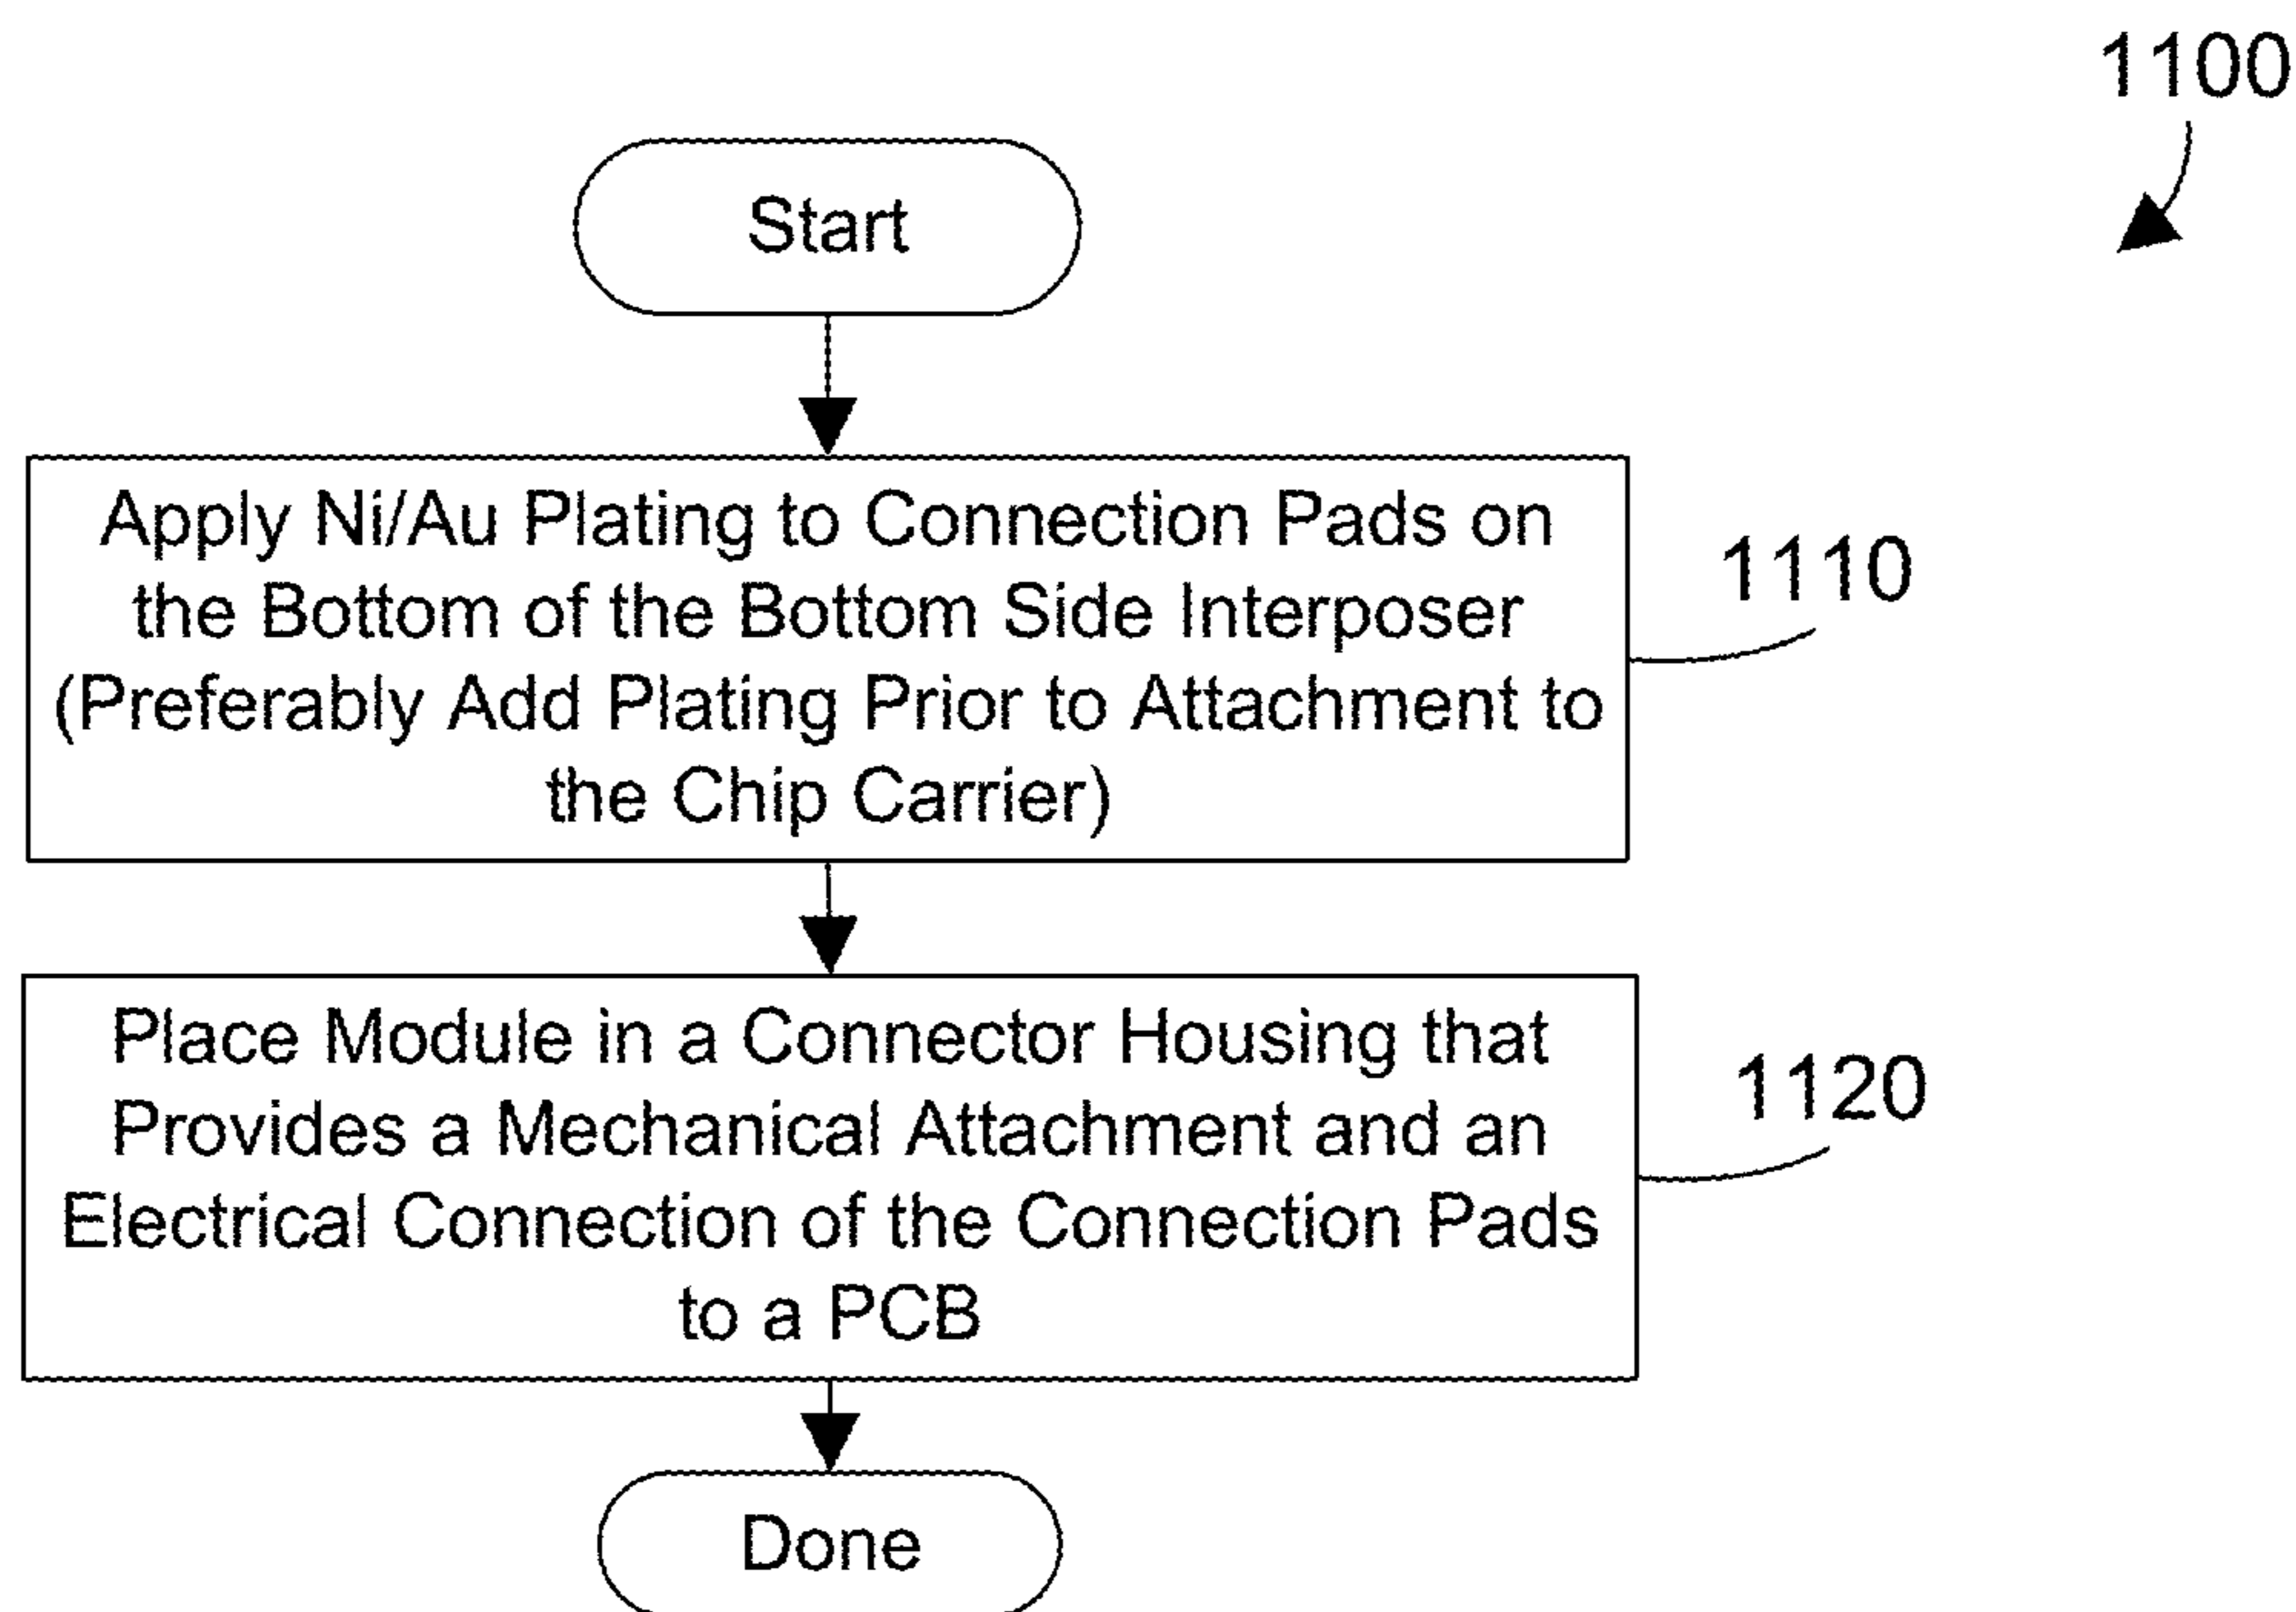 1100
Start
Apply Ni/Au Plating to Connection Pads on
the Bottom of the Bottom Side Interposer
(Preferably Add Plating Prior to Attachment to
the Chip Carrier)
1110
Place Module in a Connector Housing that
Provides a Mechanical Attachment and an
Electrical Connection of the Connection Pads
to a PCB
1120
Done